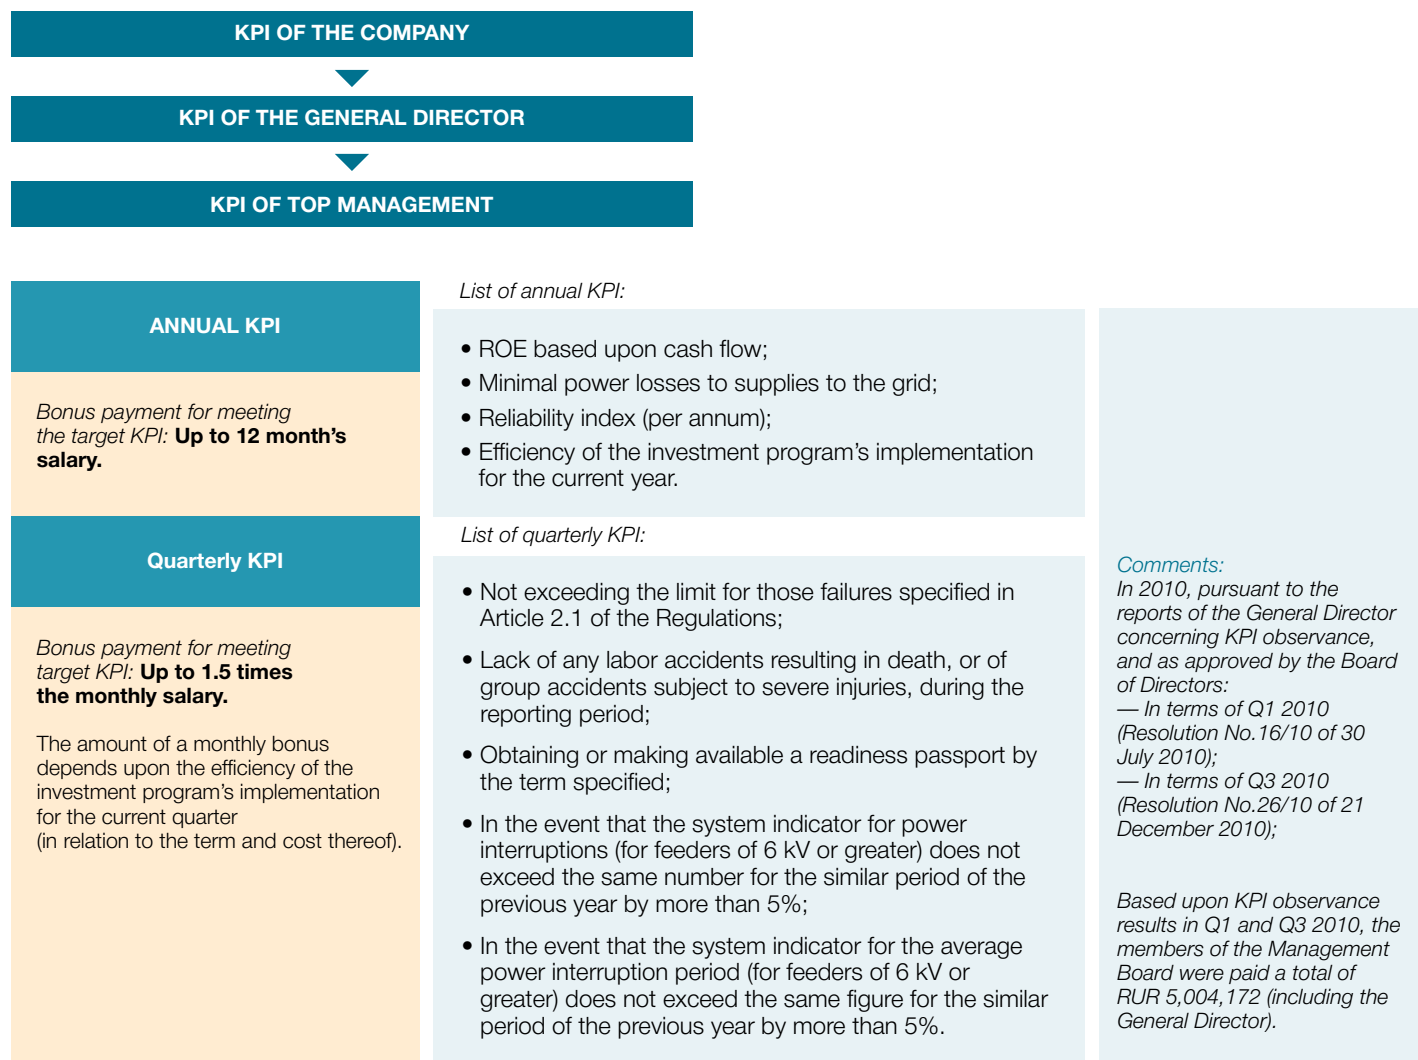 KPI OF THE COMPANY
KPI OF THE GENERAL DIRECTOR
KPI OF TOP MANAGEMENT
ANNUAL KPI
Bonus payment for meeting
the target KPI: Up to 12 month’s
salary.
List of annual KPI:
• ROE based upon cash flow;
• Minimal power losses to supplies to the grid;
• Reliability index (per annum);
• Efficiency of the investment program’s implementation
for the current year.
Quarterly KPI
Bonus payment for meeting
target KPI: Up to 1.5 times
the monthly salary.
The amount of a monthly bonus
depends upon the efficiency of the
investment program’s implementation
for the current quarter
(in relation to the term and cost thereof).
List of quarterly KPI:
• Not exceeding the limit for those failures specified in
Article 2.1 of the Regulations;
• Lack of any labor accidents resulting in death, or of
group accidents subject to severe injuries, during the
reporting period;
• Obtaining or making available a readiness passport by
the term specified;
• In the event that the system indicator for power
interruptions (for feeders of 6 kV or greater) does not
exceed the same number for the similar period of the
previous year by more than 5%;
• In the event that the system indicator for the average
power interruption period (for feeders of 6 kV or
greater) does not exceed the same figure for the similar
period of the previous year by more than 5%.
Comments:
In 2010, pursuant to the
reports of the General Director
concerning KPI observance,
and as approved by the Board
of Directors:
— In terms of Q1 2010
(Resolution No.16/10 of 30
July 2010);
— In terms of Q3 2010
(Resolution No.26/10 of 21
December 2010);
Based upon KPI observance
results in Q1 and Q3 2010, the
members of the Management
Board were paid a total of
RUR 5,004,172 (including the
General Director).